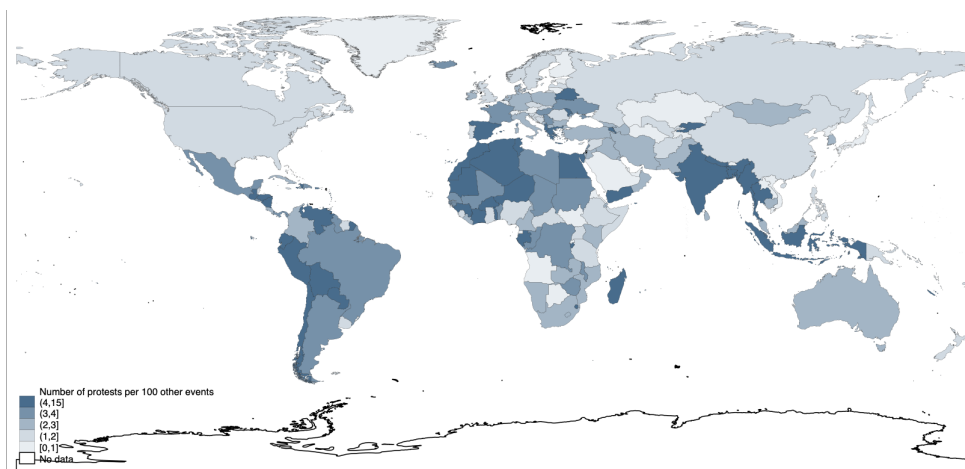 Number of protests per 100 other events
(4,15]
(3,4]
(2,3]
(1,2]
[0,1]
No data